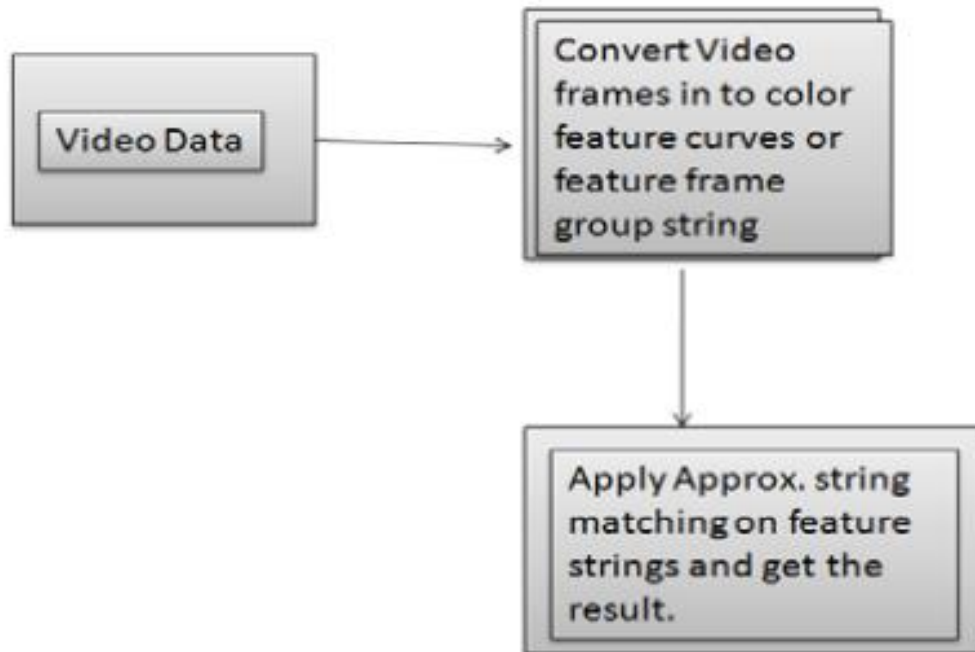 Video Data
Convert Video
frames in to color
feature curves or
feature frame
group string
Apply Approx. string
matching on feature
strings and get the
result.